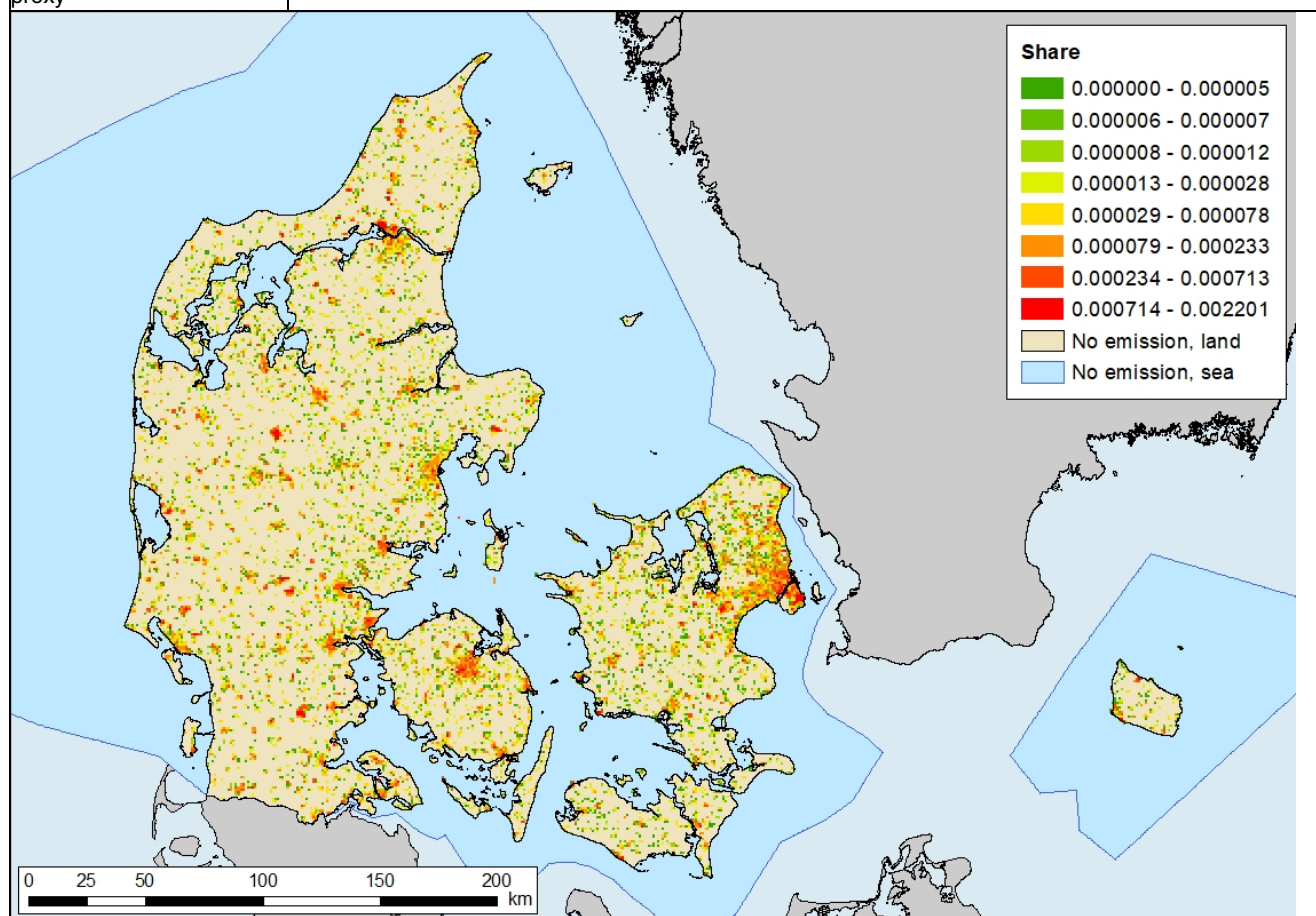 proxy
Share
0.000000 - 0.000005
0.000006 - 0.000007
0.000008 - 0.000012
0.000013 - 0.000028
0.000029 - 0.000078
0.000079 - 0.000233
0.000234 - 0.000713
0.000714 - 0.002201
No emission, land
No emission, sea
0 25 50 100 150 200
km